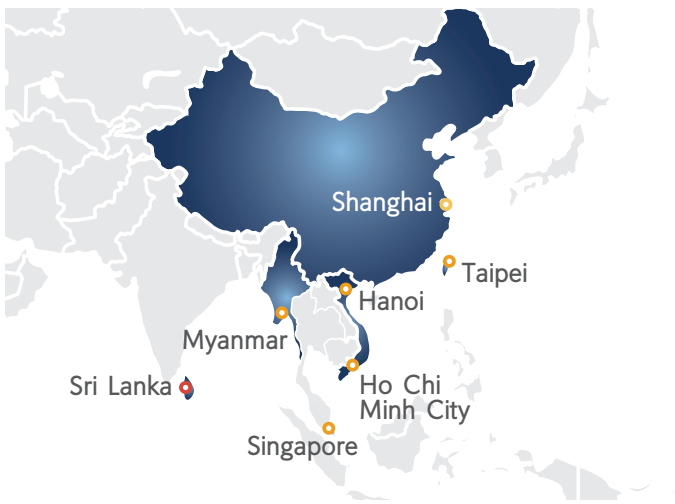 Shanghai
Taipei
Hanoi
Myanmar
Sri Lanka
Ho Chi
Minh City
Singapore